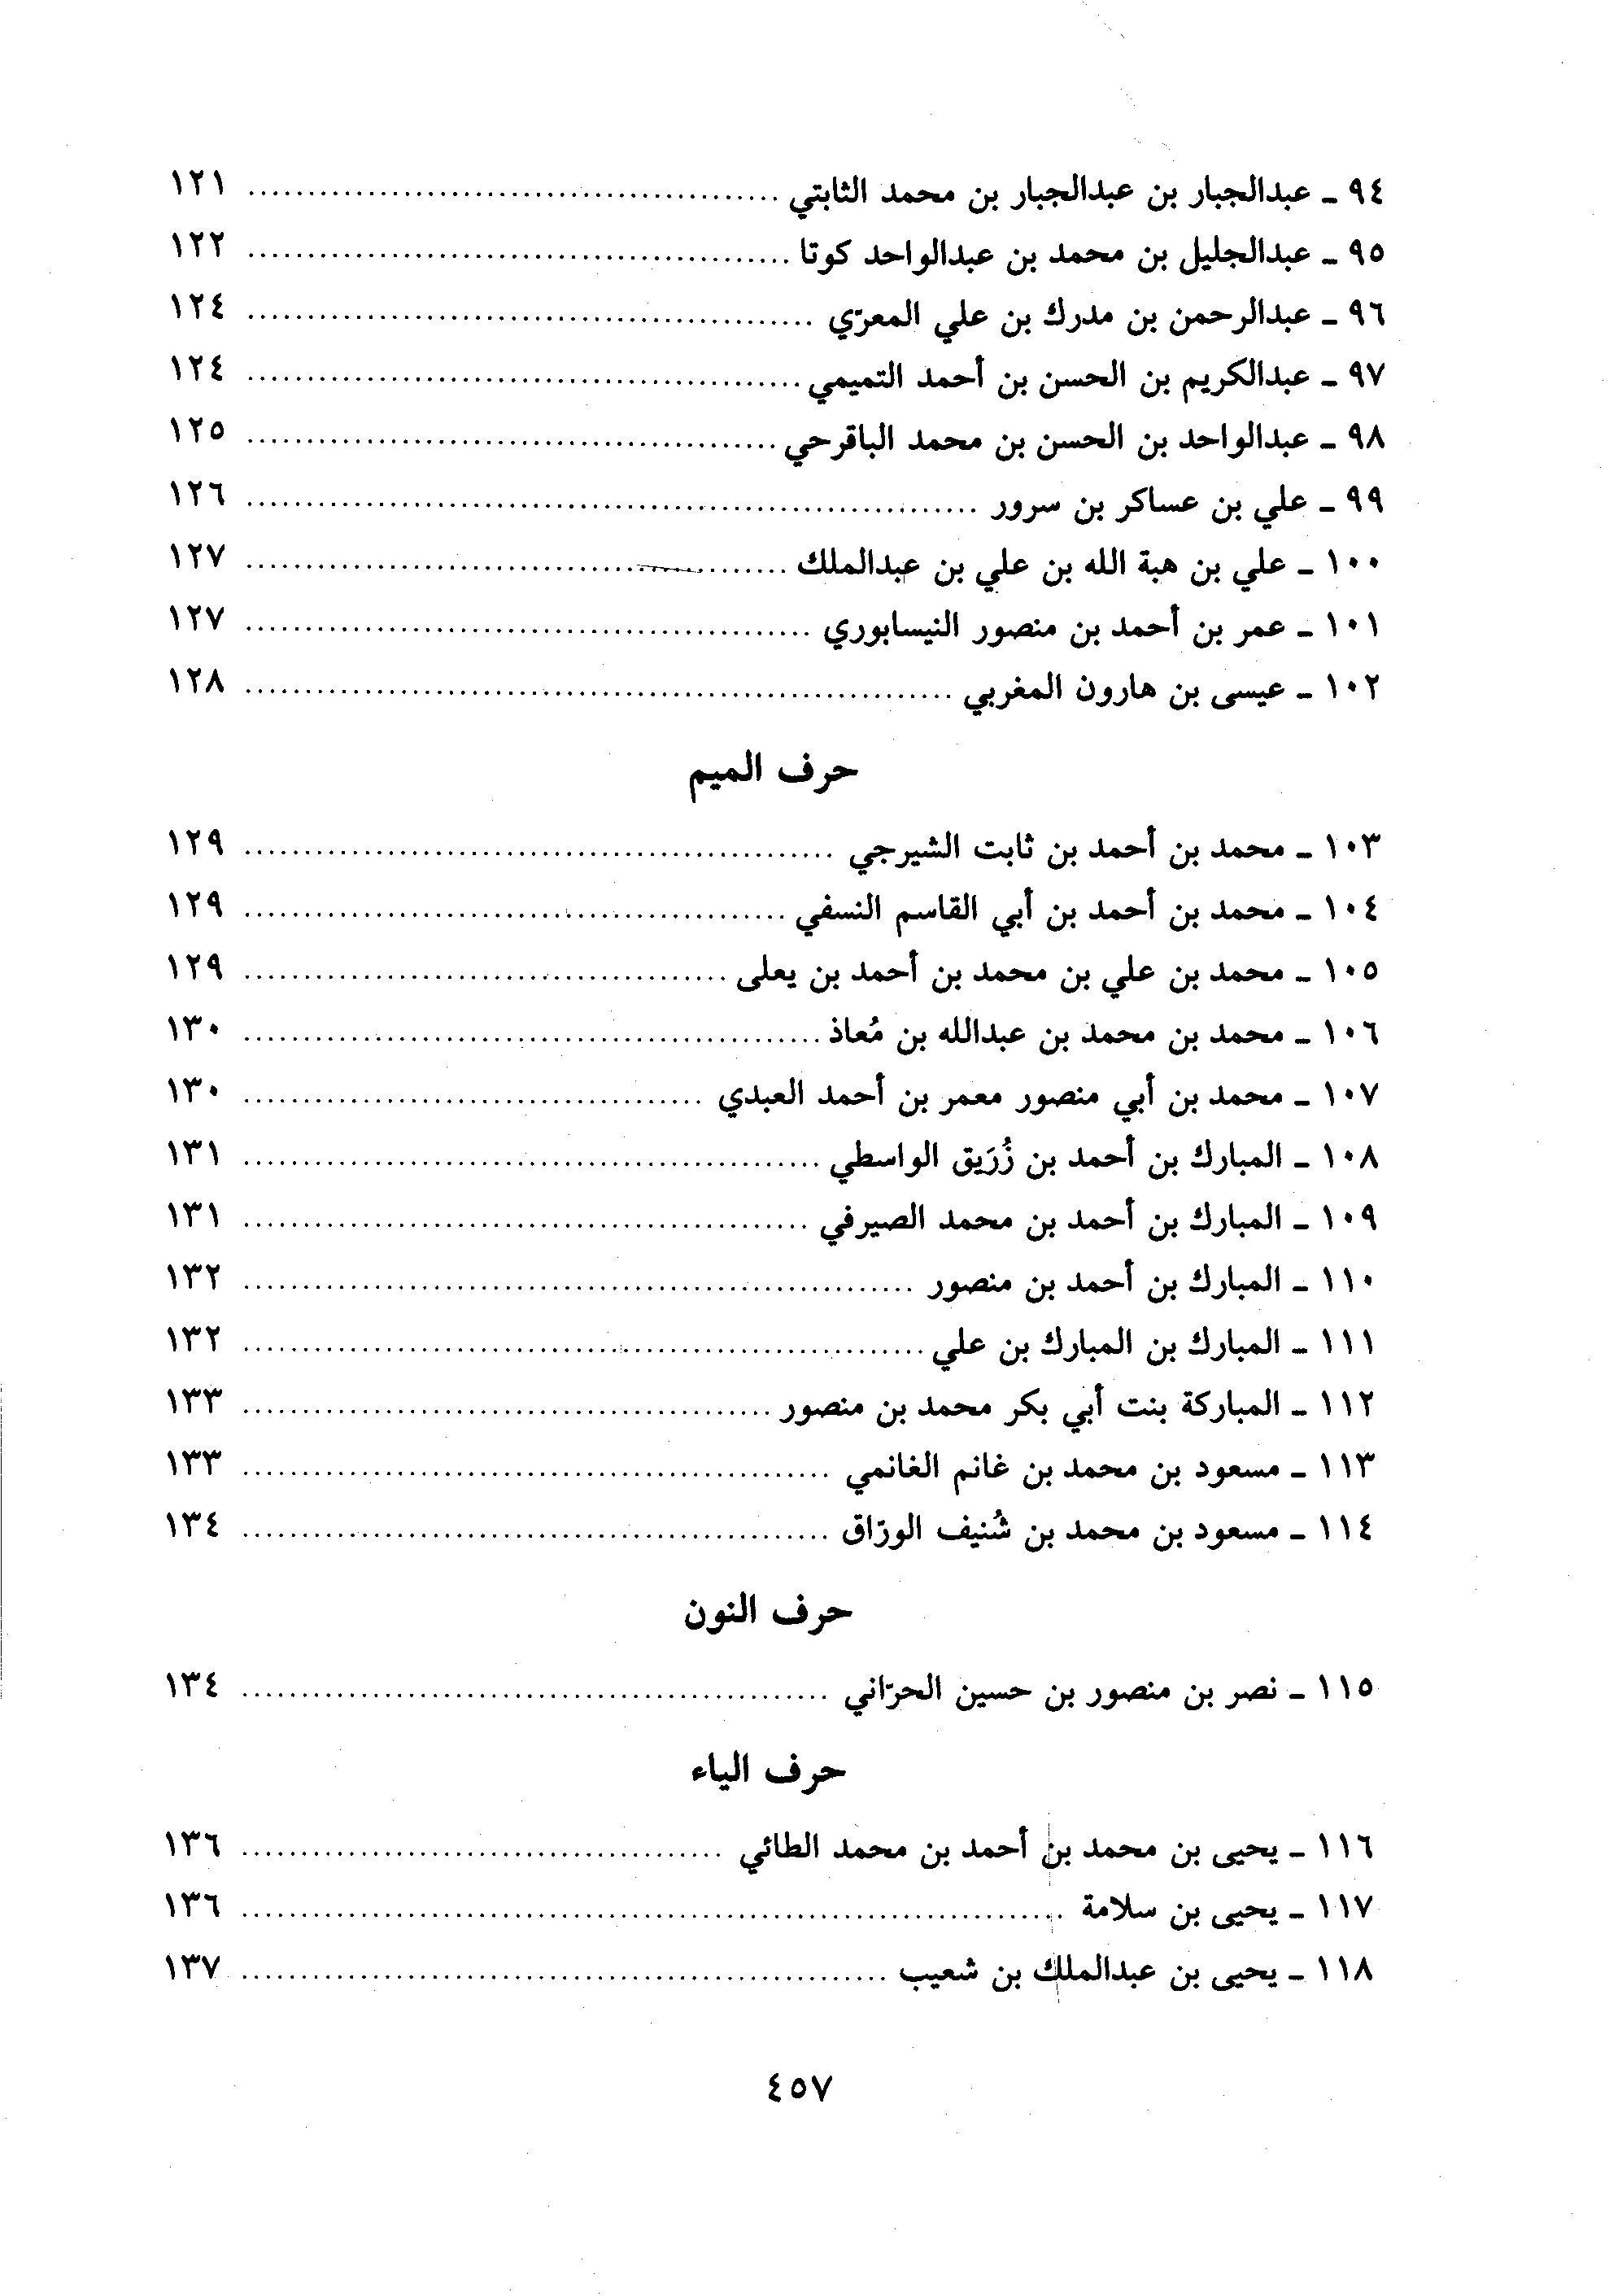 ٩٤ ـ عبدالجبار بن عبدالجبار بن محمد الثابتي ........ ١٢١
٩٥ ـ عبدالجليل بن محمد بن عبدالواحد كوتا ........ ١٢٢
٩٦ ـ عبدالرحمن بن مدرك بن علي المعرّي ........ ١٢٤
٩٧ ـ عبدالكريم بن الحسن بن أحمد التميمي ........ ١٢٤
٩٨ ـ عبدالواحد بن الحسن بن محمد الباقرحي ........ ١٢٥
٩٩ ـ علي بن عساكر بن سرور ........ ١٢٦
١٠٠ ـ علي بن هبة الله بن علي بن عبدالملك ........ ١٢٧
١٠١ ـ عمر بن أحمد بن منصور النيسابوري ........ ١٢٧
١٠٢ ـ عيسى بن هارون المغربي ........ ١٢٨
حرف الميم
١٠٣ ـ محمد بن أحمد بن ثابت الشيرجي ........ ١٢٩
١٠٤ ـ محمد بن أحمد بن أبي القاسم النسفي ........ ١٢٩
١٠٥ ـ محمد بن علي بن محمد بن أحمد بن يعلى ........ ١٢٩
١٠٦ ـ محمد بن محمد بن عبدالله بن مُعاذ ........ ١٣٠
١٠٧ ـ محمد بن أبي منصور معمر بن أحمد العبدي ........ ١٣٠
١٠٨ ـ المبارك بن أحمد بن زُرَيق الواسطي ........ ١٣١
١٠٩ ـ المبارك بن أحمد بن محمد الصيرفي ........ ١٣١
١١٠ ـ المبارك بن أحمد بن منصور ........ ١٣٢
١١١ ـ المبارك بن المبارك بن علي ........ ١٣٢
١١٢ ـ المباركة بنت أبي بكر محمد بن منصور ........ ١٣٣
١١٣ ـ مسعود بن محمد بن غانم الغانمي ........ ١٣٣
١١٤ ـ مسعود بن محمد بن شُنيف الورّاق ........ ١٣٤
حرف النون
١١٥ ـ نصر بن منصور بن حسين الحرّاني ........ ١٣٤
حرف الياء
١١٦ ـ يحيى بن محمد بن أحمد بن محمد الطائي ........ ١٣٦
١١٧ ـ يحيى بن سلامة ........ ١٣٦
١١٨ ـ يحيى بن عبدالملك بن شعيب ........ ١٣٧
٤٥٧